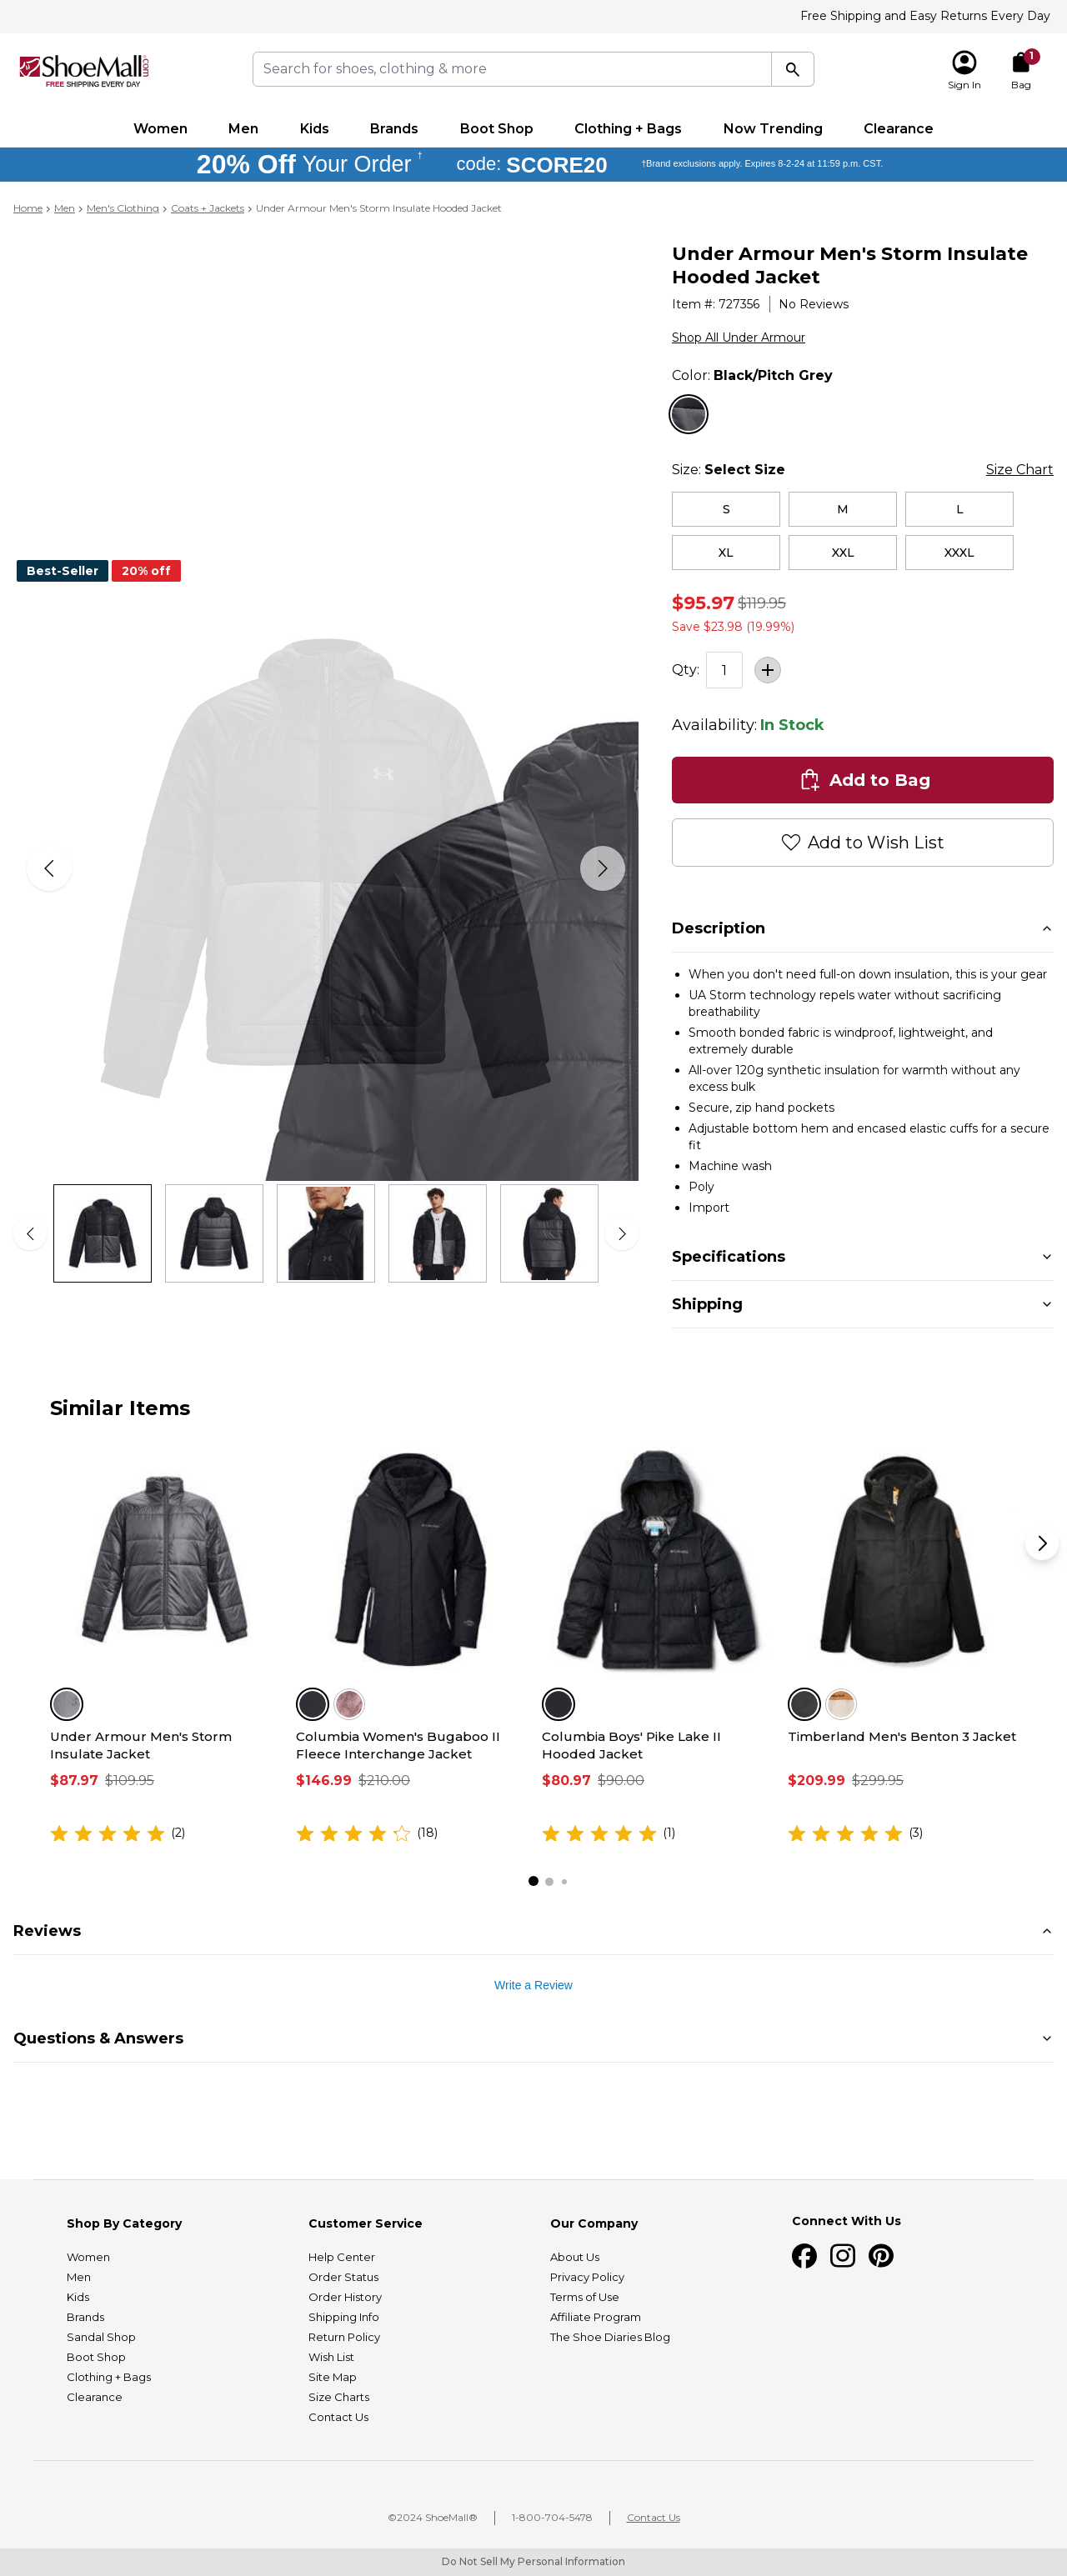 Free Shipping and Easy Returns Every Day
ShoeMall.com
FREE SHIPPING EVERY DAY
Search for shoes, clothing & more
Sign In
1
Bag
Women Men Kids Brands Boot Shop Clothing + Bags Now Trending Clearance
20% Off Your Order † code: SCORE20 †Brand exclusions apply. Expires 8-2-24 at 11:59 p.m. CST.
Home > Men > Men's Clothing > Coats + Jackets > Under Armour Men's Storm Insulate Hooded Jacket
Best-Seller 20% off
Under Armour Men's Storm Insulate
Hooded Jacket
Item #: 727356 | No Reviews
Shop All Under Armour
Color: Black/Pitch Grey
Size: Select Size Size Chart
S M L
XL XXL XXXL
$95.97 $119.95
Save $23.98 (19.99%)
Qty: 1 +
Availability: In Stock
Add to Bag
Add to Wish List
Description
• When you don't need full-on down insulation, this is your gear
• UA Storm technology repels water without sacrificing
breathability
• Smooth bonded fabric is windproof, lightweight, and
extremely durable
• All-over 120g synthetic insulation for warmth without any
excess bulk
• Secure, zip hand pockets
• Adjustable bottom hem and encased elastic cuffs for a secure
fit
• Machine wash
• Poly
• Import
Specifications
Shipping
Similar Items
Under Armour Men's Storm
Insulate Jacket
$87.97 $109.95
(2)
Columbia Women's Bugaboo II
Fleece Interchange Jacket
$146.99 $210.00
(18)
Columbia Boys' Pike Lake II
Hooded Jacket
$80.97 $90.00
(1)
Timberland Men's Benton 3 Jacket
$209.99 $299.95
(3)
Reviews
Write a Review
Questions & Answers
Shop By Category
Women
Men
Kids
Brands
Sandal Shop
Boot Shop
Clothing + Bags
Clearance
Customer Service
Help Center
Order Status
Order History
Shipping Info
Return Policy
Wish List
Site Map
Size Charts
Contact Us
Our Company
About Us
Privacy Policy
Terms of Use
Affiliate Program
The Shoe Diaries Blog
Connect With Us
©2024 ShoeMall® | 1-800-704-5478 | Contact Us
Do Not Sell My Personal Information